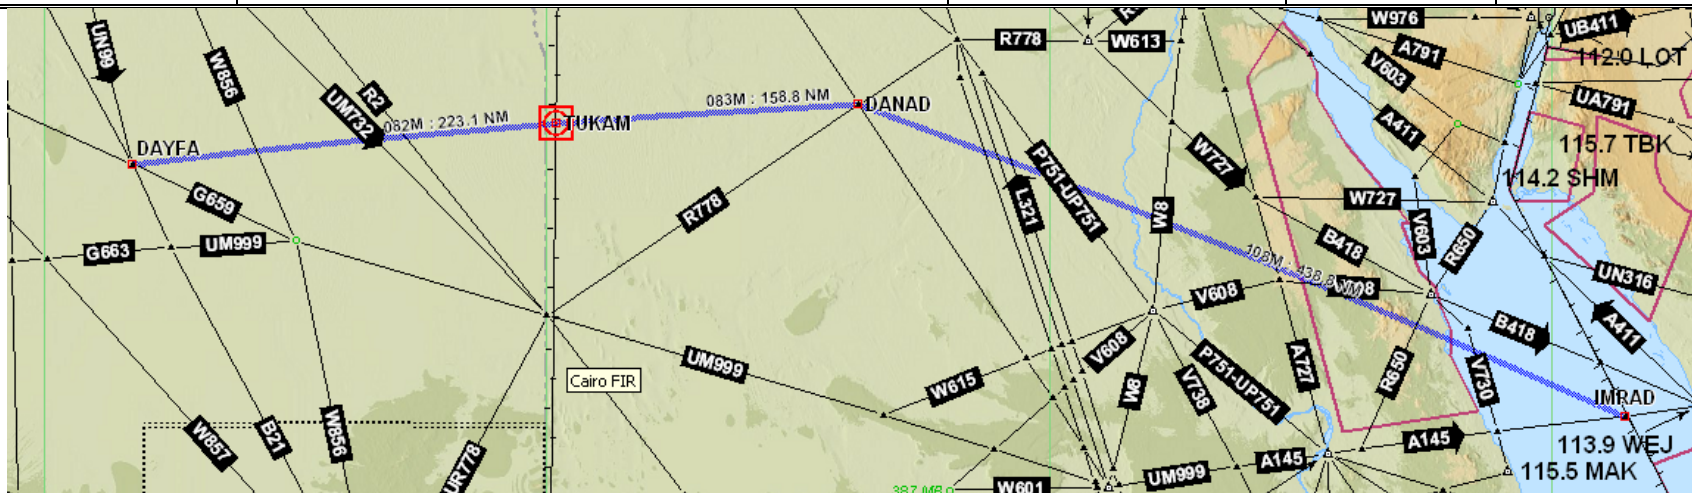 UN99
W856
R2
UM732
082M : 223.1 NM
TUKAM
083M : 158.8 NM
DANAD
DAYFA
G659
G663
UM999
R778
R778
W613
W976
UB411
A791
V603
112.0 LOT
UA791
A411
115.7 TBK
114.2 SHM
W727
P751-UP751
L321
W8
W727
V603
R650
B418
UN316
108M : 438.8
V608
B418
A411
V608
Cairo FIR
UM999
W615
V608
W8
V738
P751-UP751
A727
R650
V730
IMRAD
W857
B21
W856
UR778
A145
113.9 WEJ
115.5 MAK
A145
UM999
W601